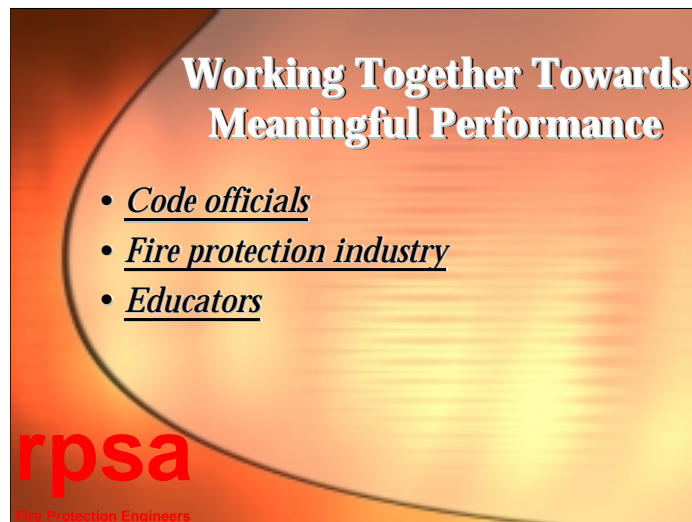 Working Together Towards
Meaningful Performance
• Code officials
• Fire protection industry
• Educators
rpsa
Fire Protection Engineers